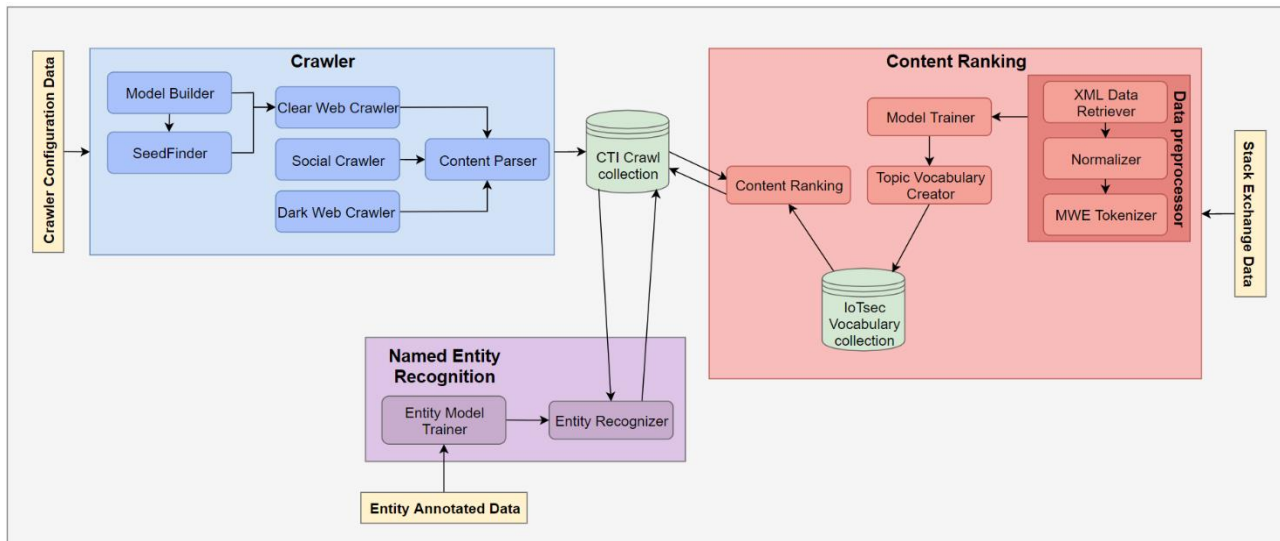 Crawler Configuration Data
Crawler
Model Builder
SeedFinder
Clear Web Crawler
Social Crawler
Dark Web Crawler
Content Parser
CTI Crawl
collection
Content Ranking
Content Ranking
Model Trainer
Topic Vocabulary
Creator
IoTsec
Vocabulary
collection
Data preprocessor
XML Data
Retriever
Normalizer
MWE Tokenizer
Stack Exchange Data
Named Entity
Recognition
Entity Model
Trainer
Entity Recognizer
Entity Annotated Data